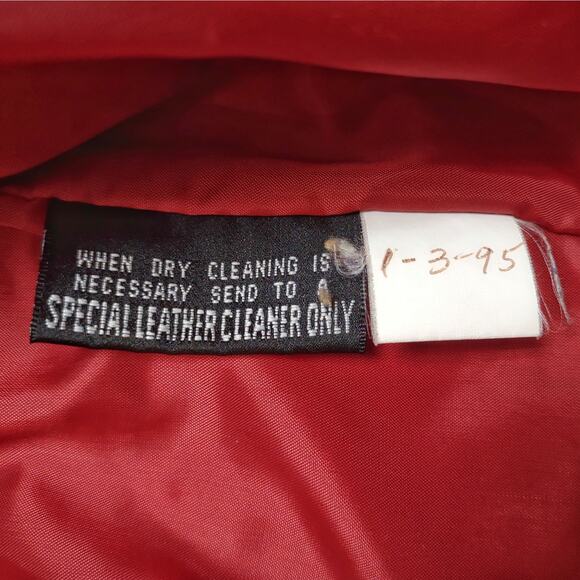 WHEN DRY CLEANING IS
NECESSARY SEND TO A
SPECIAL LEATHER CLEANER ONLY
1-3-95